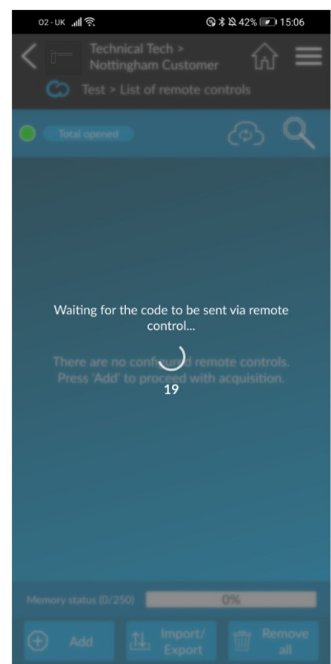 O2-UK 42% 15:06
Technical Tech >
Nottingham Customer
Test > List of remote controls
Total opened
Waiting for the code to be sent via remote
control...
There are no configured remote controls.
Press 'Add' to proceed with acquisition.
19
Memory status (0/250) 0%
Add
Import/
Export
Remove
all